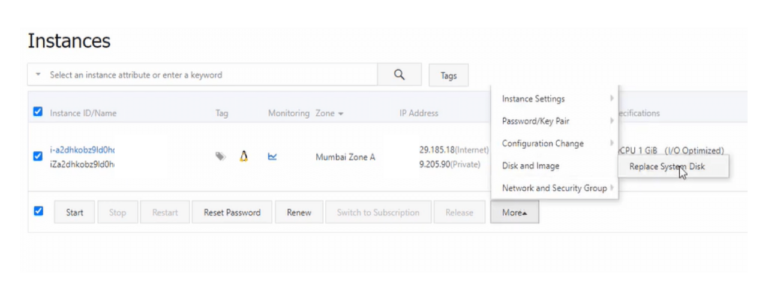 Instances
Select an instance attribute or enter a keyword
Tags
Instance ID/Name Tag Monitoring Zone IP Address ecifications
i-a2dhkobz9ld0h
iZa2dhkobz9ld0h
Mumbai Zone A
29.185.18(Internet)
9.205.90(Private)
CPU 1 GiB (I/O Optimized)
Instance Settings
Password/Key Pair
Configuration Change
Disk and Image
Replace System Disk
Network and Security Group
Start Stop Restart Reset Password Renew Switch to Subscription Release More